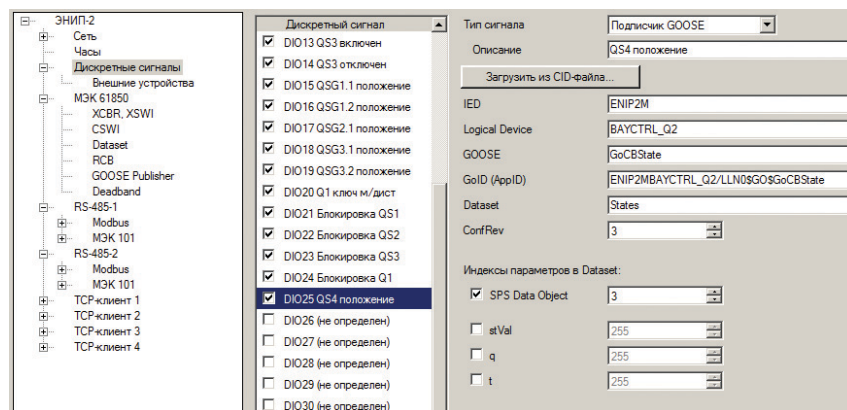 ЭНИП-2
Сеть
Часы
Дискретные сигналы
Внешние устройства
МЭК 61850
XCBR, XSWI
CSWI
Dataset
RCB
GOOSE Publisher
Deadband
RS-485-1
Modbus
МЭК 101
RS-485-2
Modbus
МЭК 101
TCP-клиент 1
TCP-клиент 2
TCP-клиент 3
TCP-клиент 4
Дискретный сигнал
DIO13 QS3 включен
DIO14 QS3 отключен
DIO15 QSG1.1 положение
DIO16 QSG1.2 положение
DIO17 QSG2.1 положение
DIO18 QSG3.1 положение
DIO19 QSG3.2 положение
DIO20 Q1 ключ м/дист
DIO21 Блокировка QS1
DIO22 Блокировка QS2
DIO23 Блокировка QS3
DIO24 Блокировка Q1
DIO25 QS4 положение
DIO26 (не определен)
DIO27 (не определен)
DIO28 (не определен)
DIO29 (не определен)
DIO30 (не определен)
Тип сигнала Подписчик GOOSE
Описание QS4 положение
Загрузить из CID-файла...
IED ENIP2M
Logical Device BAYCTRL_Q2
GOOSE GoCBState
GoID (AppID) ENIP2MBAYCTRL_Q2/LLN0$GO$GoCBState
Dataset States
ConfRev 3
Индексы параметров в Dataset:
SPS Data Object 3
stVal 255
q 255
t 255